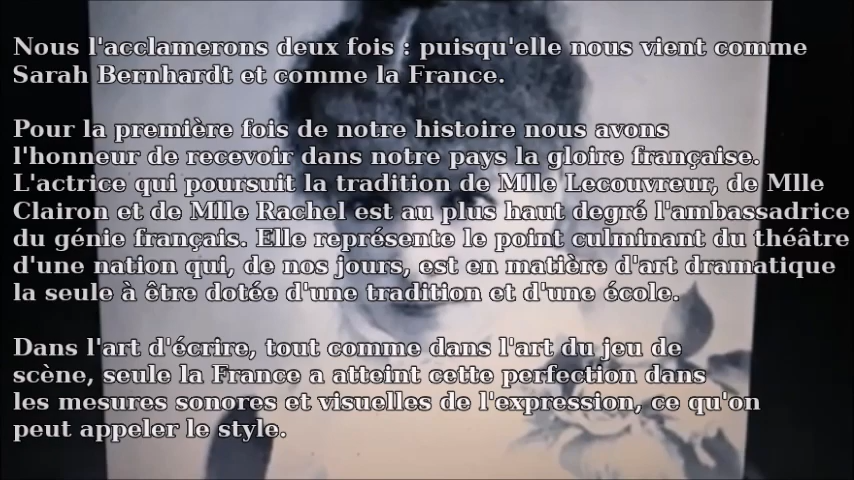 Nous l'acclamerons deux fois : puisqu'elle nous vient comme
Sarah Bernhardt et comme la France.
Pour la première fois de notre histoire nous avons
l'honneur de recevoir dans notre pays la gloire française.
L'actrice qui poursuit la tradition de Mlle Lecouvreur, de Mlle
Clairon et de Mlle Rachel est au plus haut degré l'ambassadrice
du génie français. Elle représente le point culminant du théâtre
d'une nation qui, de nos jours, est en matière d'art dramatique
la seule à être dotée d'une tradition et d'une école.
Dans l'art d'écrire, tout comme dans l'art du jeu de
scène, seule la France a atteint cette perfection dans
les mesures sonores et visuelles de l'expression, ce qu'on
peut appeler le style.